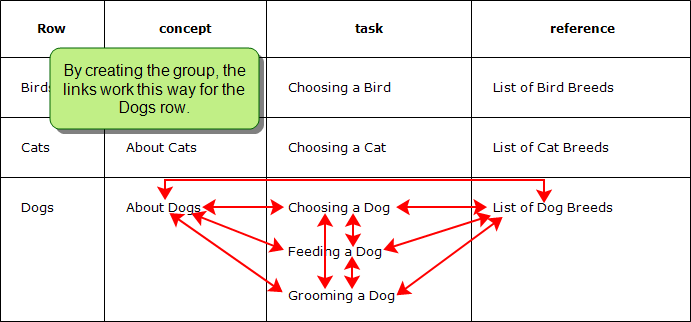 Row concept task reference
By creating the group, the
links work this way for the
Dogs row.
Birds Choosing a Bird List of Bird Breeds
Cats About Cats Choosing a Cat List of Cat Breeds
Dogs About Dogs Choosing a Dog List of Dog Breeds
Feeding a Dog
Grooming a Dog